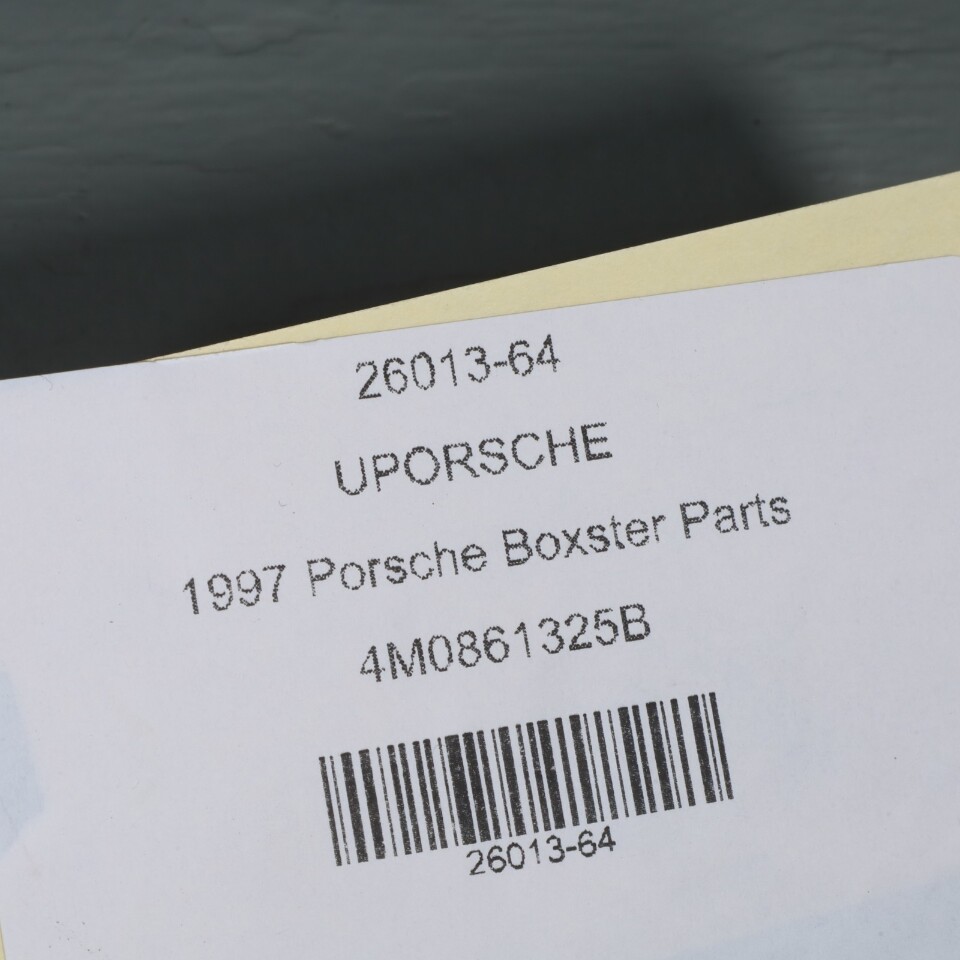 26013-64
UPORSCHE
1997 Porsche Boxster Parts
4M0861325B
26013-64